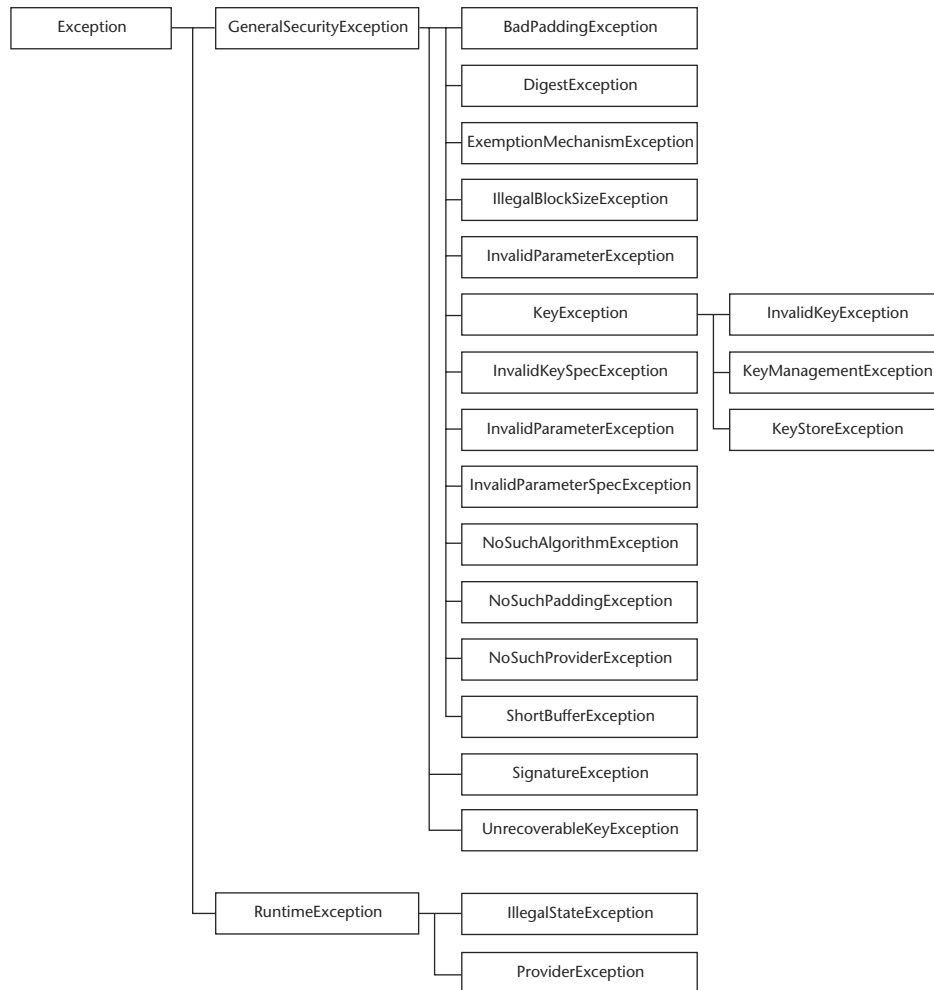 Exception
GeneralSecurityException
BadPaddingException
DigestException
ExemptionMechanismException
IllegalBlockSizeException
InvalidParameterException
KeyException
InvalidKeyException
InvalidKeySpecException
KeyManagementException
InvalidParameterException
KeyStoreException
InvalidParameterSpecException
NoSuchAlgorithmException
NoSuchPaddingException
NoSuchProviderException
ShortBufferException
SignatureException
UnrecoverableKeyException
RuntimeException
IllegalStateException
ProviderException